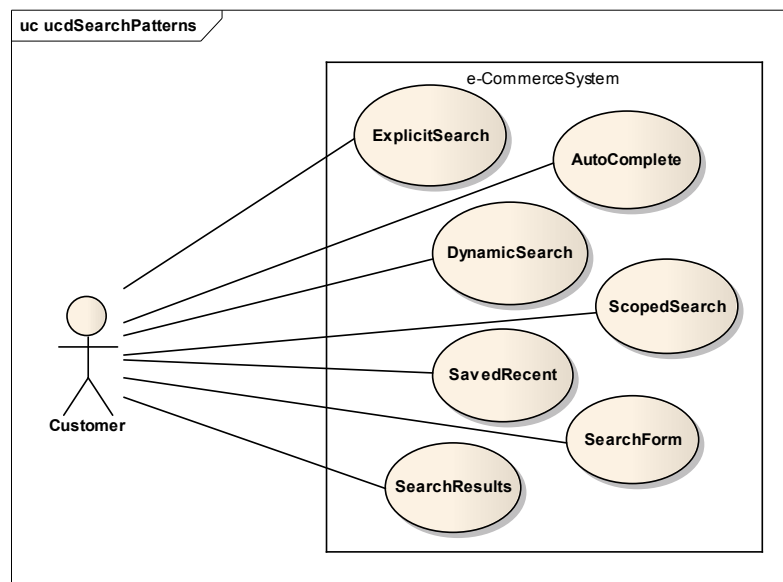 uc ucdSearchPatterns
e-CommerceSystem
ExplicitSearch
AutoComplete
DynamicSearch
ScopedSearch
SavedRecent
SearchForm
Customer
SearchResults